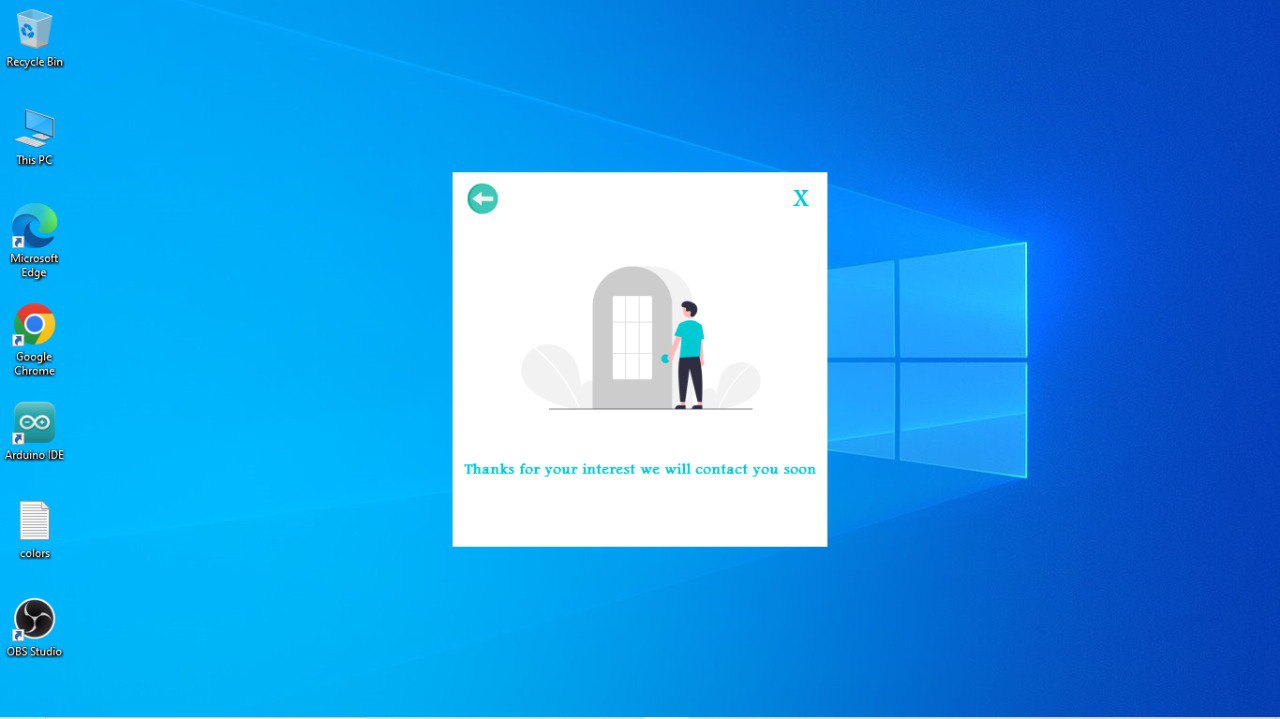 Recycle Bin
This PC
Microsoft
Edge
Google
Chrome
Arduino IDE
colors
OBS Studio
X
Thanks for your interest we will contact you soon